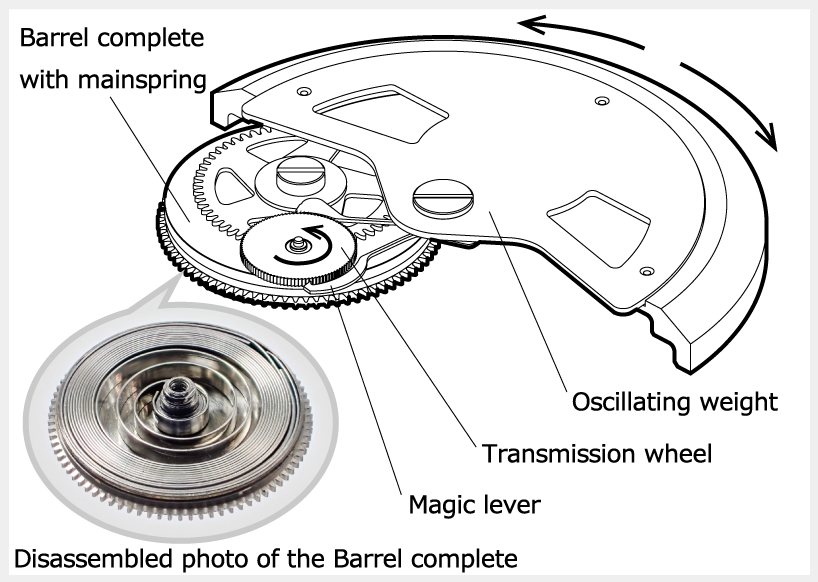 Barrel complete
with mainspring
Oscillating weight
Transmission wheel
Magic lever
Disassembled photo of the Barrel complete